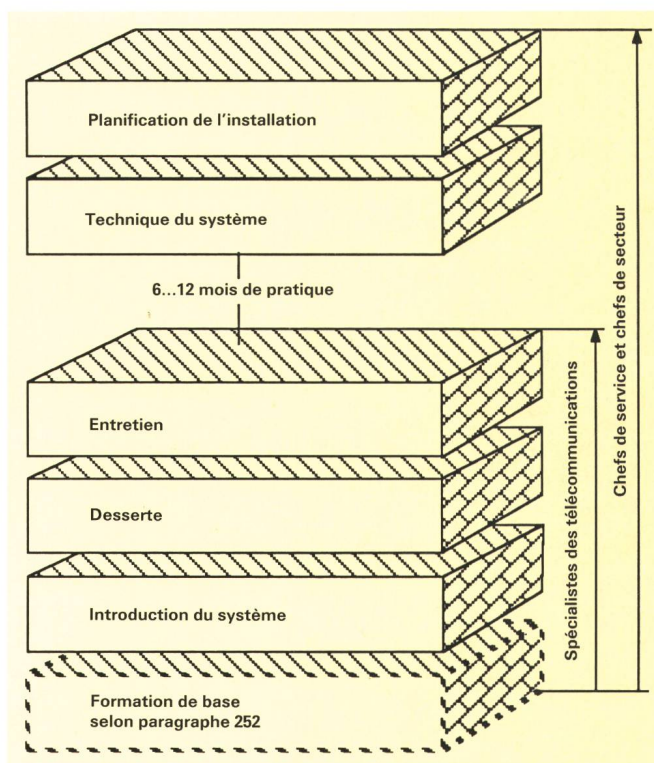 Planification de l'installation
Technique du système
6...12 mois de pratique
Entretien
Desserte
Introduction du système
Formation de base
selon paragraphe 252
Spécialistes des télécommunications
Chefs de service et chefs de secteur